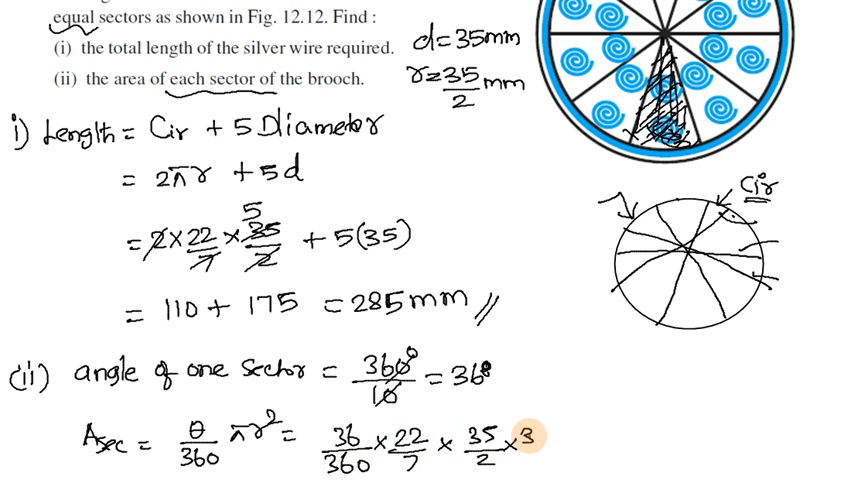 equal sectors as shown in Fig. 12.12. Find :
(i) the total length of the silver wire required.
(ii) the area of each sector of the brooch.
d = 35mm
r = 35/2 mm
i) Length = Cir + 5 Diameter
= 2πr + 5d
5
= 2 × 22/7 × 35/2 + 5(35)
= 110 + 175 = 285mm //
Cir
(ii) angle of one sector = 360°/10 = 36°
Asec = θ/360 πr² = 36/360 × 22/7 × 35/2 × 3